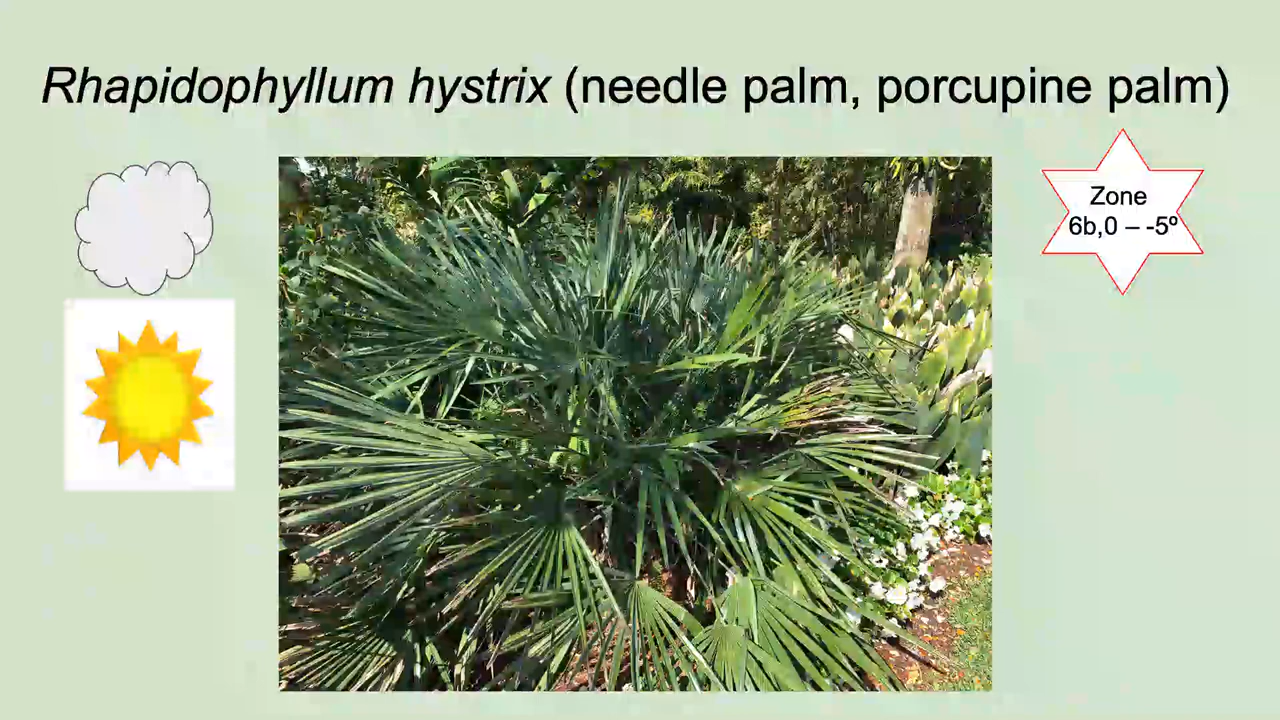 Rhapidophyllum hystrix (needle palm, porcupine palm)
Zone
6b,0 – -5º